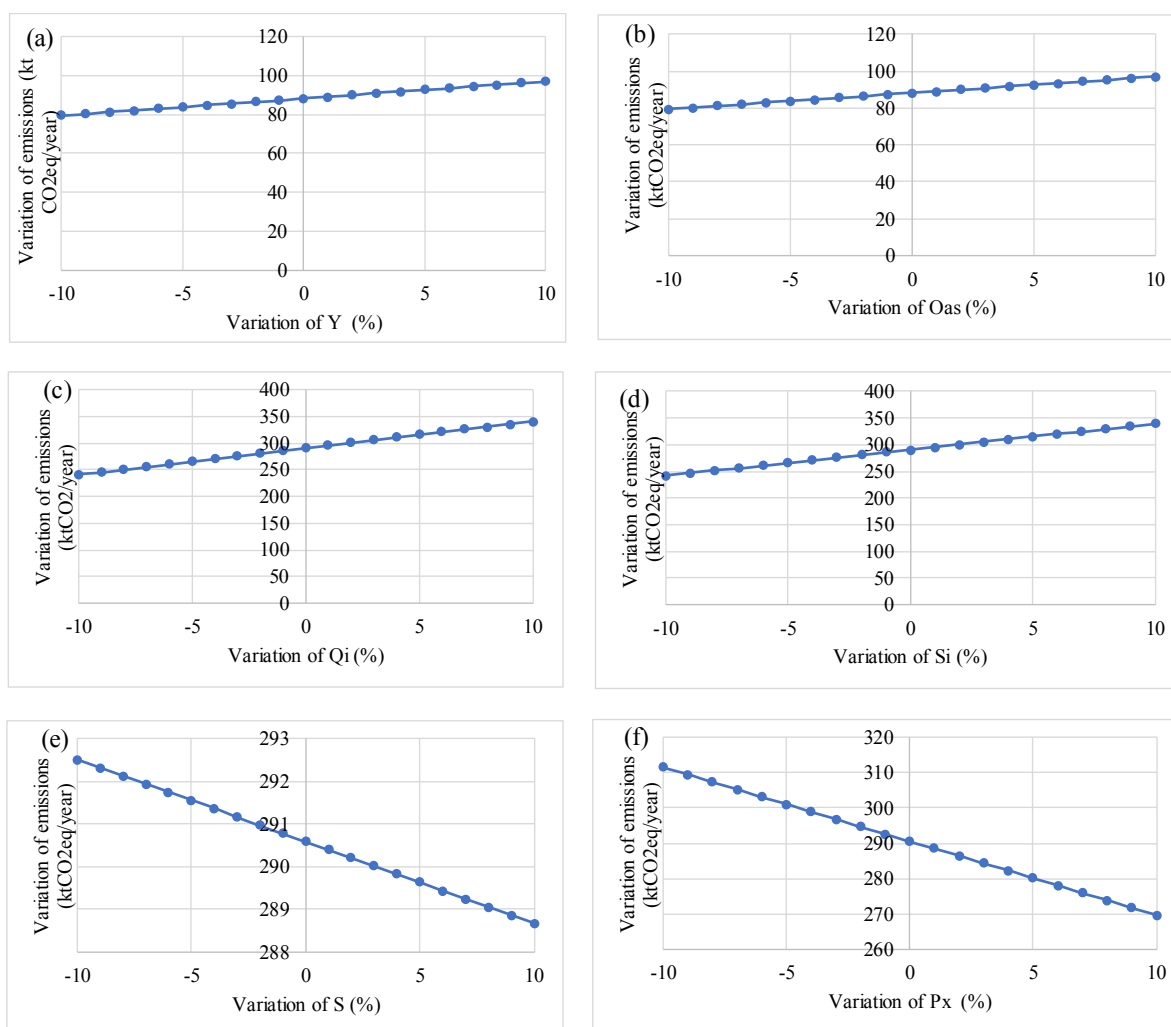 (a)
120
100
80
60
40
20
0
-10 -5 0 5 10
Variation of Y (%)
Variation of emissions (kt
CO2eq/year)
(b)
120
100
80
60
40
20
0
-10 -5 0 5 10
Variation of Oas (%)
Variation of emissions
(ktCO2eq/year)
(c)
400
350
300
250
200
150
100
50
0
-10 -5 0 5 10
Variation of Qi (%)
Variation of emissions
(ktCO2/year)
(d)
400
350
300
250
200
150
100
50
0
-10 -5 0 5 10
Variation of Si (%)
Variation of emissions
(ktCO2eq/year)
(e)
293
292
291
290
289
288
-10 -5 0 5 10
Variation of S (%)
Variation of emissions
(ktCO2eq/year)
(f)
320
310
300
290
280
270
260
-10 -5 0 5 10
Variation of Px (%)
Variation of emissions
(ktCO2eq/year)